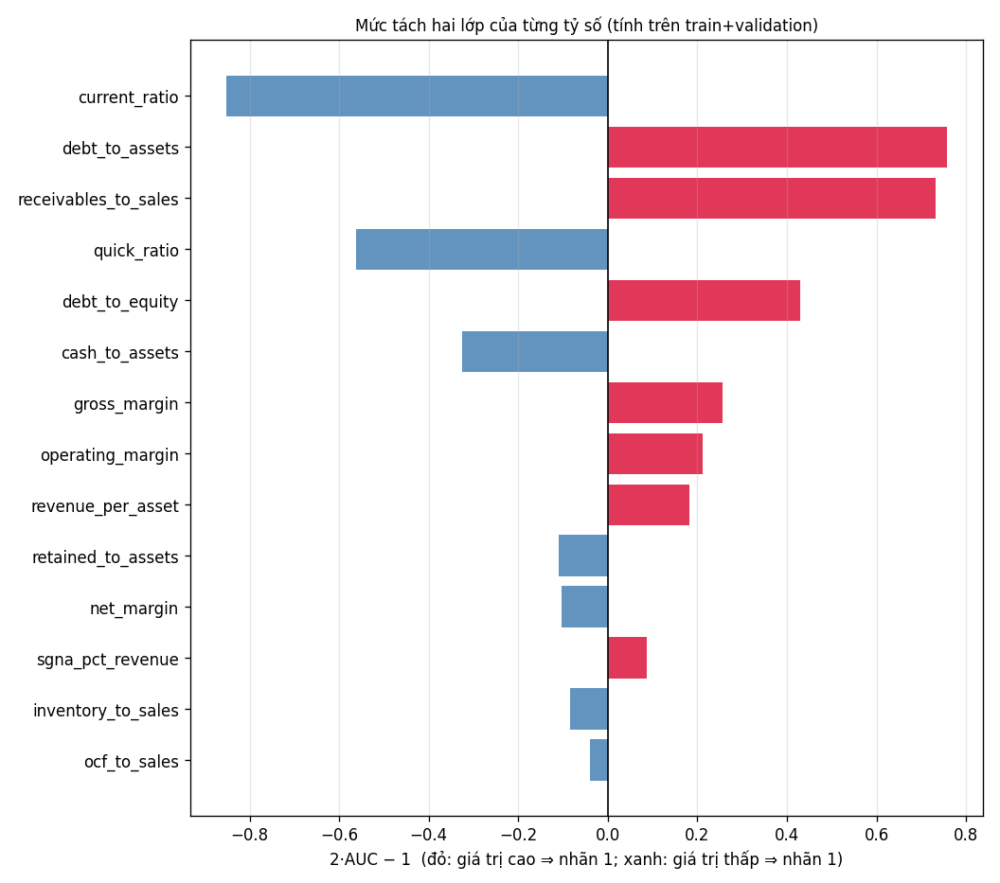 Mức tách hai lớp của từng tỷ số (tính trên train+validation)
current_ratio
debt_to_assets
receivables_to_sales
quick_ratio
debt_to_equity
cash_to_assets
gross_margin
operating_margin
revenue_per_asset
retained_to_assets
net_margin
sgna_pct_revenue
inventory_to_sales
ocf_to_sales
−0.8 −0.6 −0.4 −0.2 0.0 0.2 0.4 0.6 0.8
2·AUC − 1 (đỏ: giá trị cao ⇒ nhãn 1; xanh: giá trị thấp ⇒ nhãn 1)